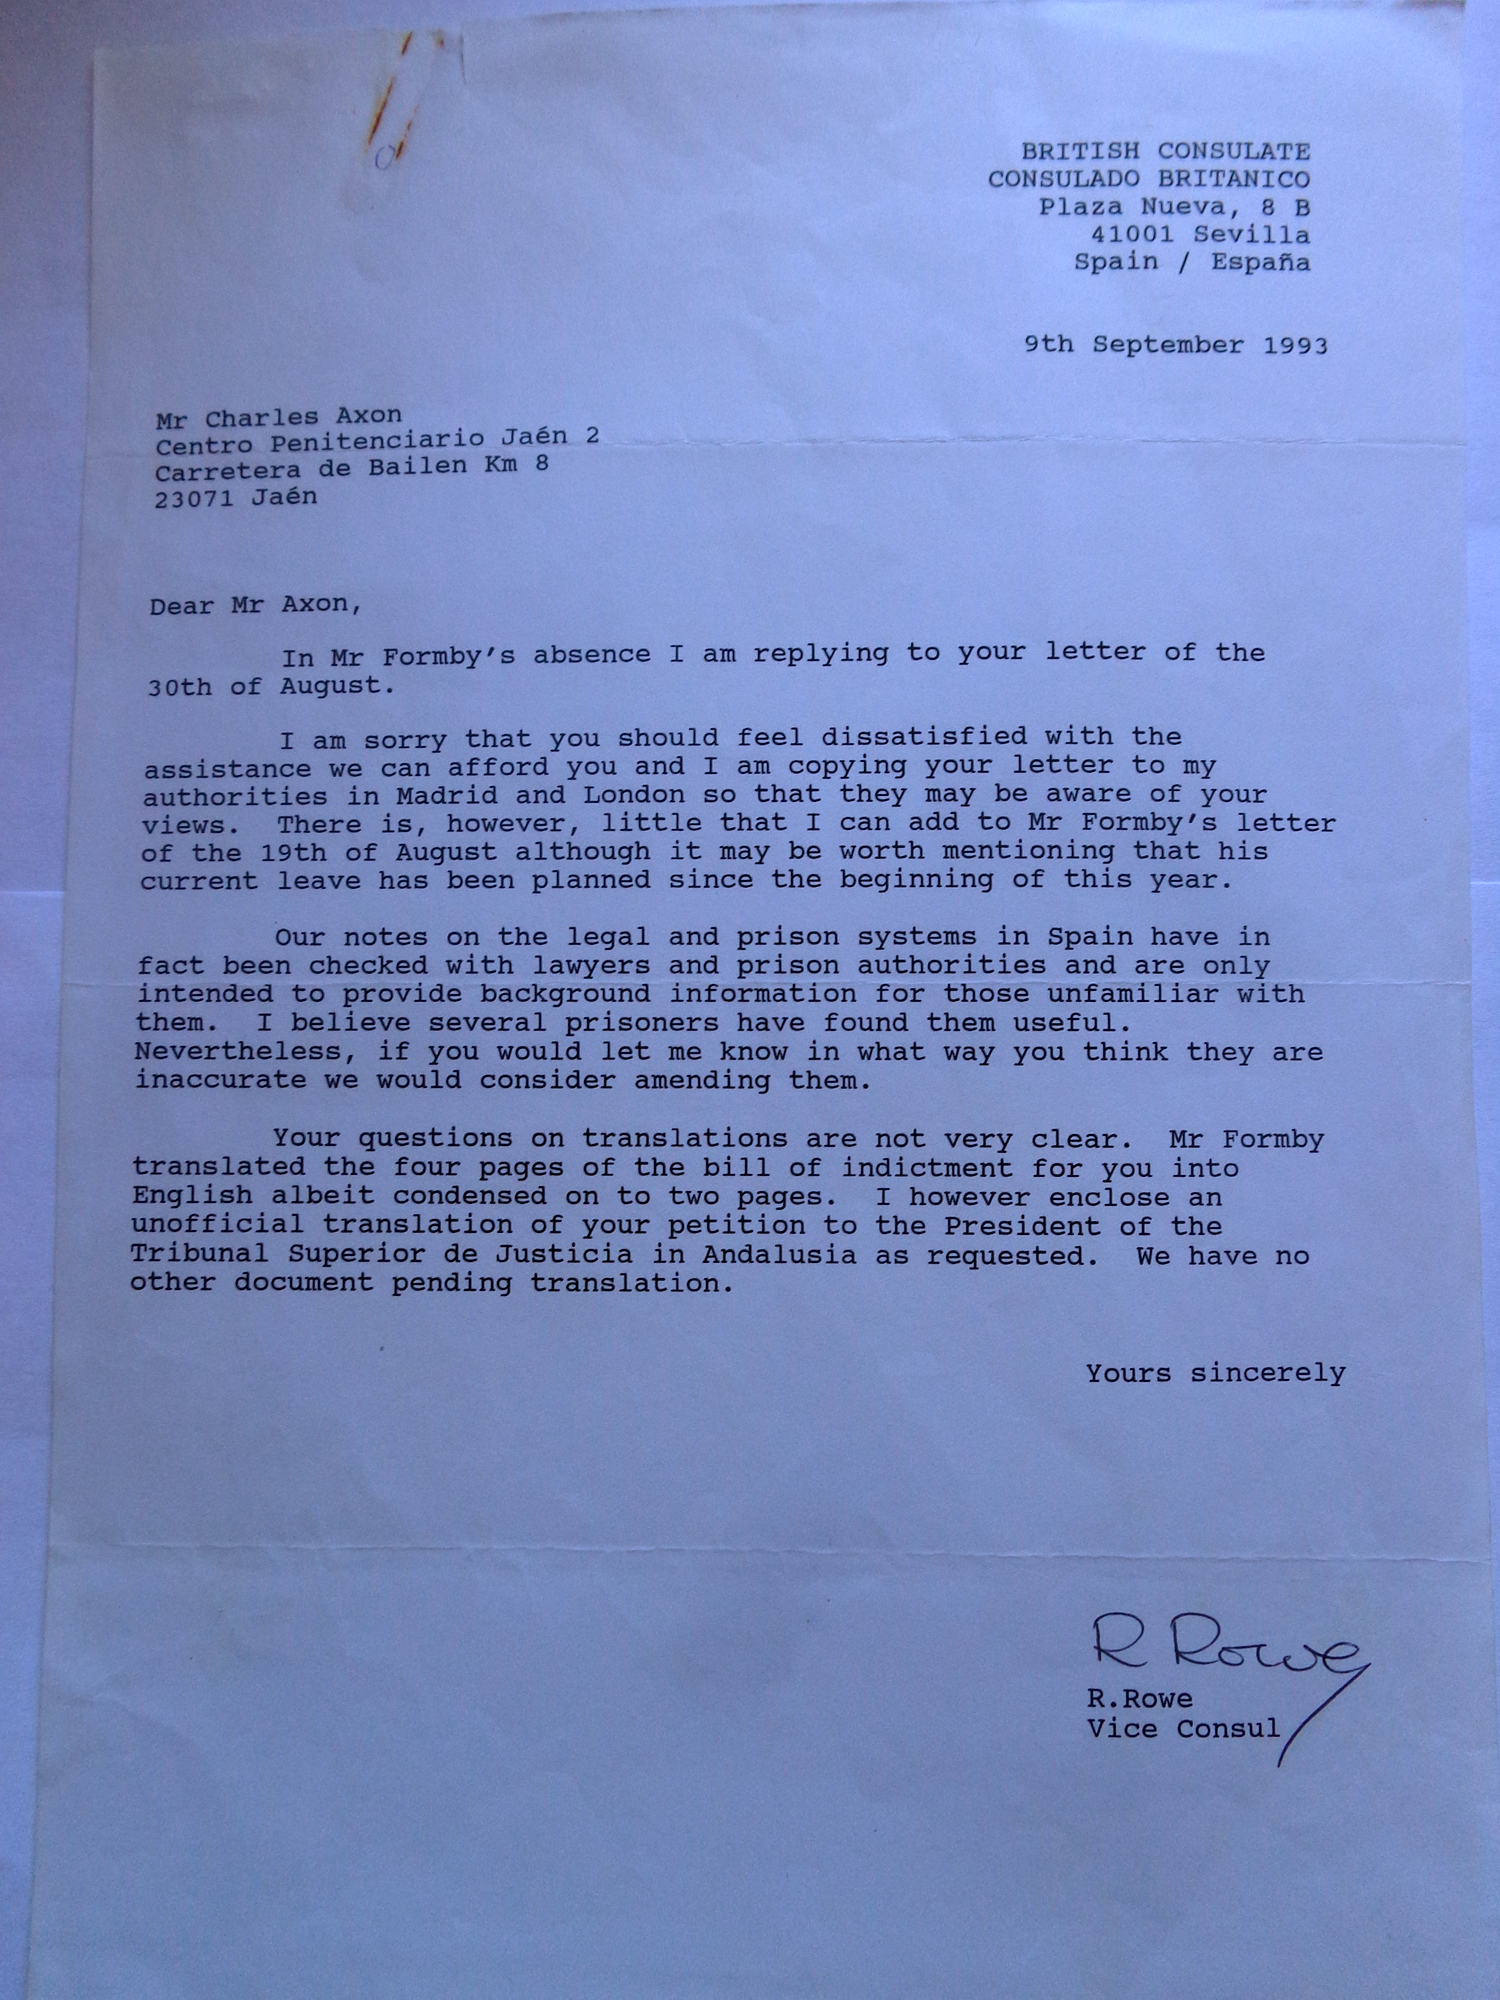 BRITISH CONSULATE
CONSULADO BRITANICO
Plaza Nueva, 8 B
41001 Sevilla
Spain / España
9th September 1993
Mr Charles Axon
Centro Penitenciario Jaén 2
Carretera de Bailen Km 8
23071 Jaén
Dear Mr Axon,
In Mr Formby's absence I am replying to your letter of the
30th of August.
I am sorry that you should feel dissatisfied with the
assistance we can afford you and I am copying your letter to my
authorities in Madrid and London so that they may be aware of your
views.  There is, however, little that I can add to Mr Formby's letter
of the 19th of August although it may be worth mentioning that his
current leave has been planned since the beginning of this year.
Our notes on the legal and prison systems in Spain have in
fact been checked with lawyers and prison authorities and are only
intended to provide background information for those unfamiliar with
them.  I believe several prisoners have found them useful.
Nevertheless, if you would let me know in what way you think they are
inaccurate we would consider amending them.
Your questions on translations are not very clear.  Mr Formby
translated the four pages of the bill of indictment for you into
English albeit condensed on to two pages.  I however enclose an
unofficial translation of your petition to the President of the
Tribunal Superior de Justicia in Andalusia as requested.  We have no
other document pending translation.
Yours sincerely
R Rowe
R.Rowe
Vice Consul